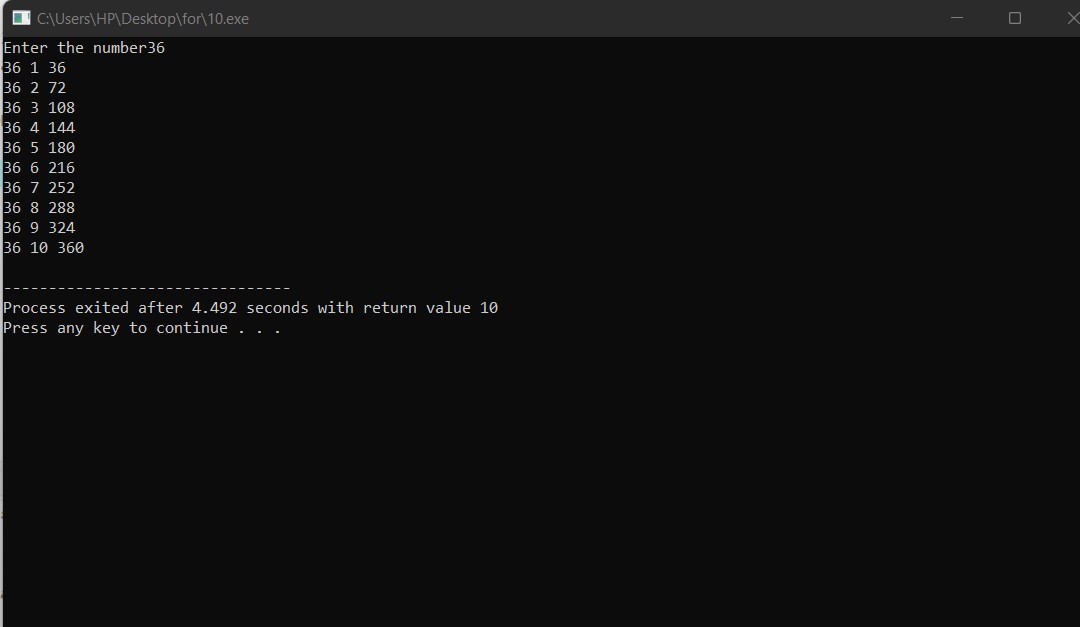 C:\Users\HP\Desktop\for\10.exe
Enter the number36
36 1 36
36 2 72
36 3 108
36 4 144
36 5 180
36 6 216
36 7 252
36 8 288
36 9 324
36 10 360
--------------------------------
Process exited after 4.492 seconds with return value 10
Press any key to continue . . .